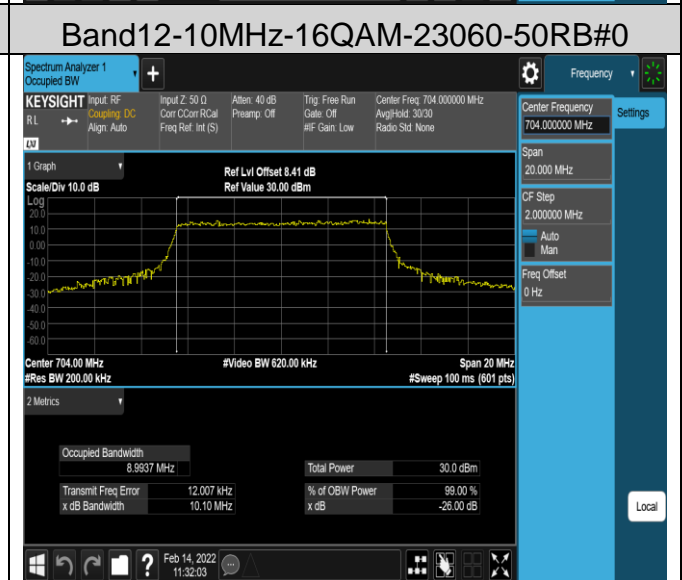 Band12-10MHz-16QAM-23060-50RB#0
Spectrum Analyzer 1
Occupied BW
+
Frequency
KEYSIGHT
RL
LXI
Input: RF
Coupling: DC
Align: Auto
Input Z: 50 Ω
Corr CCorr RCal
Freq Ref: Int (S)
Atten: 40 dB
Preamp: Off
Trig: Free Run
Gate: Off
#IF Gain: Low
Center Freq: 704.000000 MHz
Avg|Hold: 30/30
Radio Std: None
Center Frequency
704.000000 MHz
Settings
Span
20.000 MHz
CF Step
2.000000 MHz
Auto
Man
Freq Offset
0 Hz
1 Graph
Scale/Div 10.0 dB
Ref Lvl Offset 8.41 dB
Ref Value 30.00 dBm
Log
20.0
10.0
0.00
-10.0
-20.0
-30.0
-40.0
-50.0
-60.0
Center 704.00 MHz
#Video BW 620.00 kHz
Span 20 MHz
#Res BW 200.00 kHz
#Sweep 100 ms (601 pts)
2 Metrics
Occupied Bandwidth
8.9937 MHz
Total Power 30.0 dBm
Transmit Freq Error 12.007 kHz
% of OBW Power 99.00 %
x dB Bandwidth 10.10 MHz
x dB -26.00 dB
Local
?
Feb 14, 2022
11:32:03